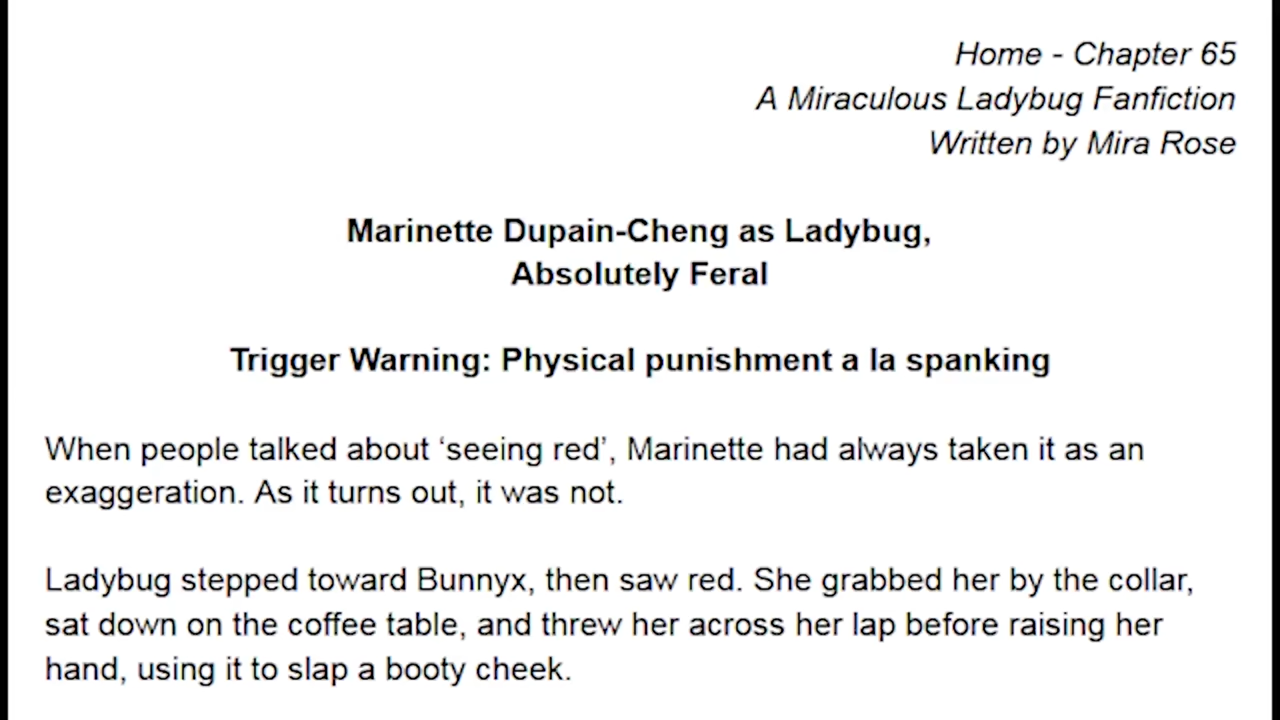 Home - Chapter 65
A Miraculous Ladybug Fanfiction
Written by Mira Rose
Marinette Dupain-Cheng as Ladybug,
Absolutely Feral
Trigger Warning: Physical punishment a la spanking
When people talked about ‘seeing red’, Marinette had always taken it as an
exaggeration. As it turns out, it was not.
Ladybug stepped toward Bunnyx, then saw red. She grabbed her by the collar,
sat down on the coffee table, and threw her across her lap before raising her
hand, using it to slap a booty cheek.